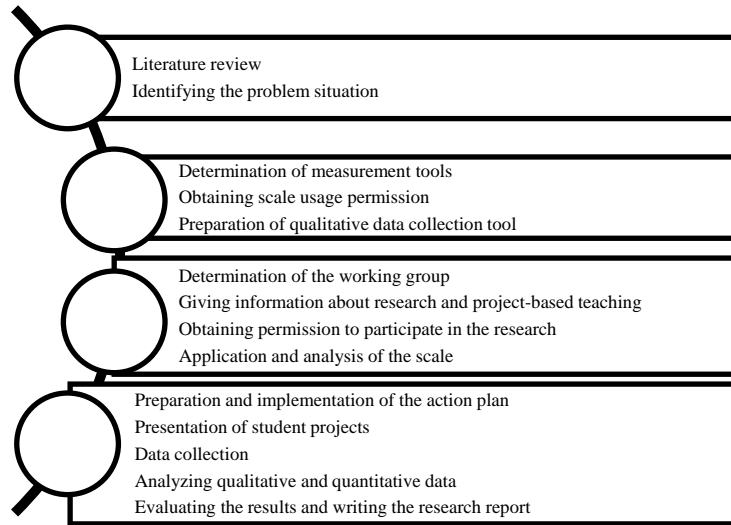 Literature review
Identifying the problem situation
Determination of measurement tools
Obtaining scale usage permission
Preparation of qualitative data collection tool
Determination of the working group
Giving information about research and project-based teaching
Obtaining permission to participate in the research
Application and analysis of the scale
Preparation and implementation of the action plan
Presentation of student projects
Data collection
Analyzing qualitative and quantitative data
Evaluating the results and writing the research report